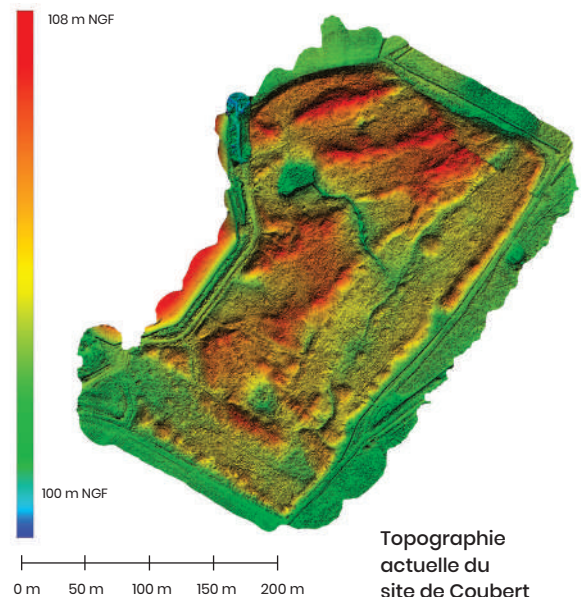 108 m NGF
100 m NGF
0 m 50 m 100 m 150 m 200 m
Topographie
actuelle du
site de Coubert